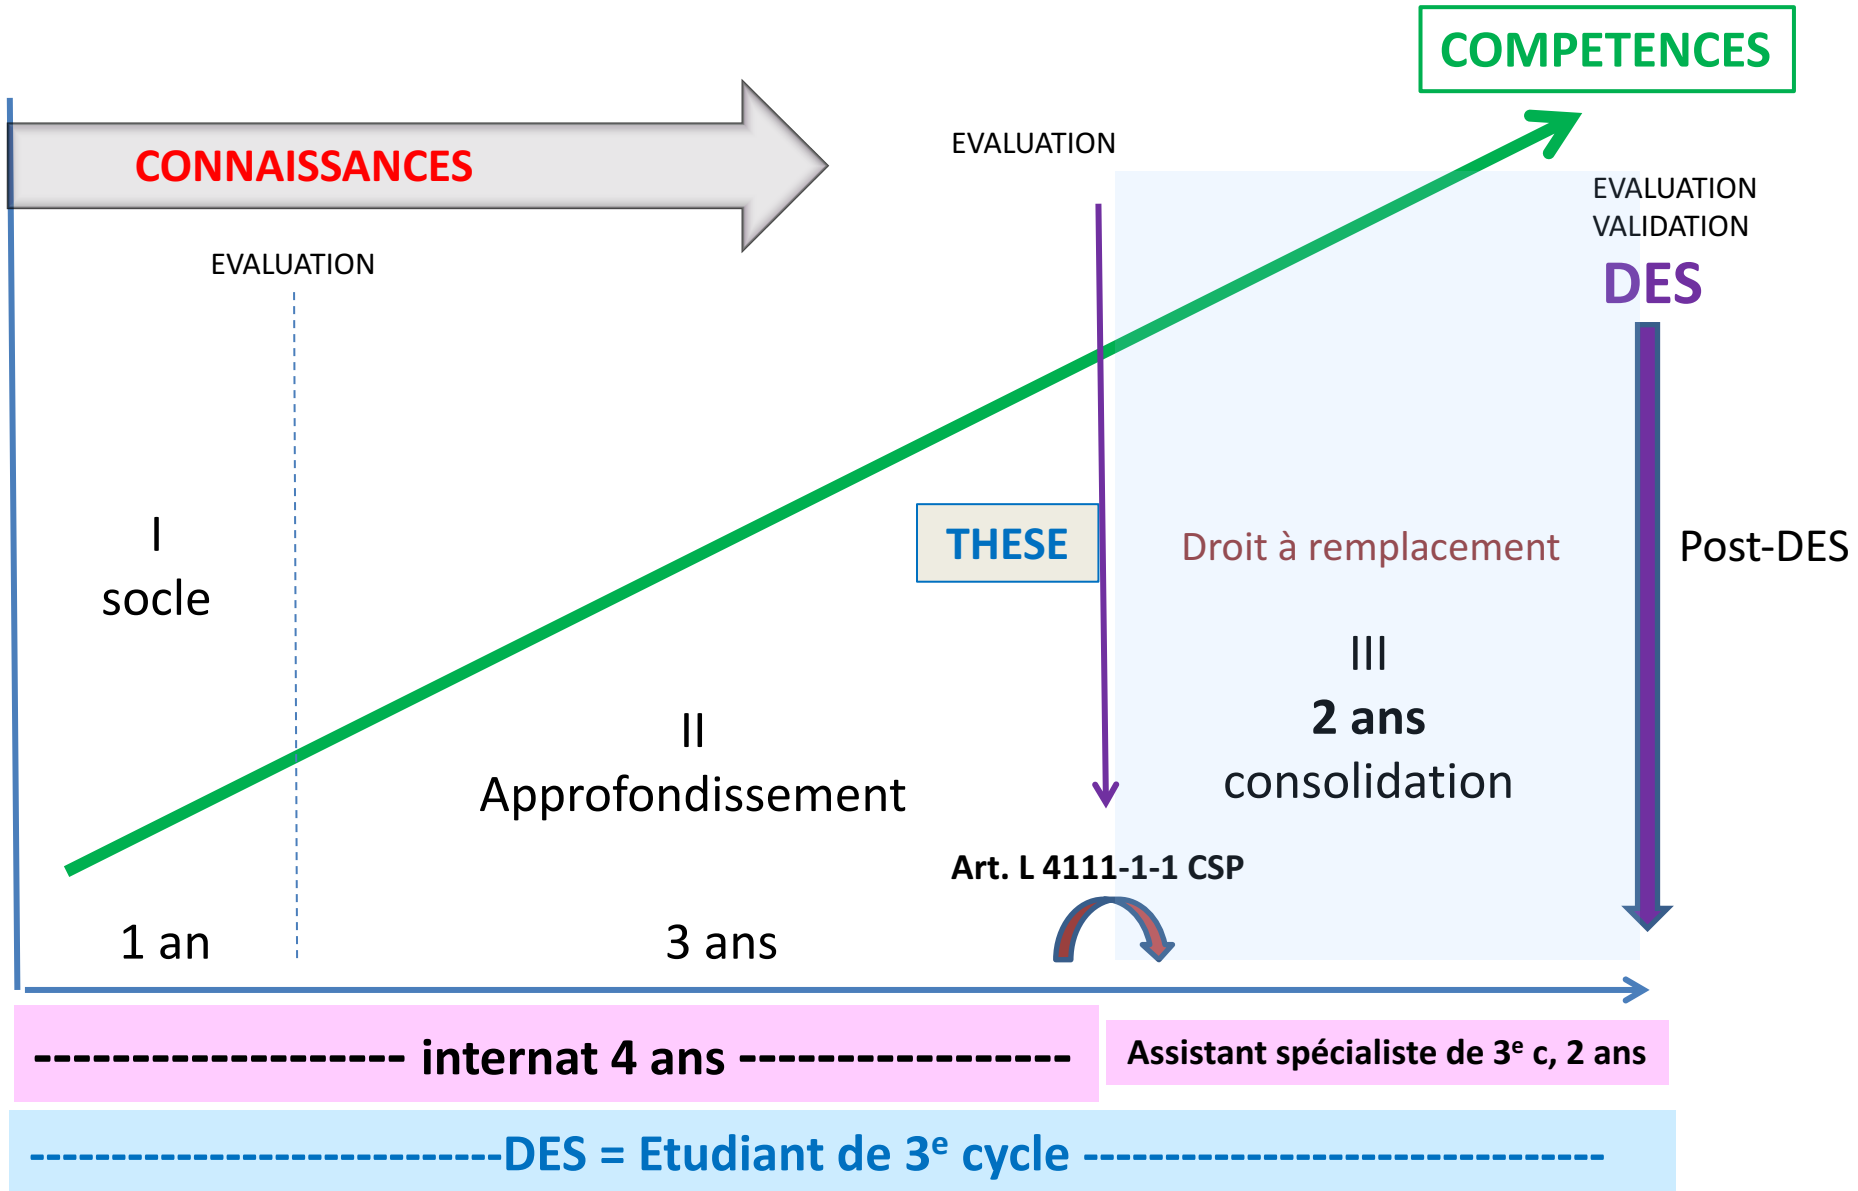 COMPETENCES
CONNAISSANCES
EVALUATION
EVALUATION
VALIDATION
DES
EVALUATION
I
socle
THESE
Droit à remplacement
Post-DES
III
2 ans
consolidation
II
Approfondissement
Art. L 4111-1-1 CSP
1 an
3 ans
------------------- internat 4 ans -----------------
Assistant spécialiste de 3e c, 2 ans
-----------------------------DES = Etudiant de 3e cycle --------------------------------